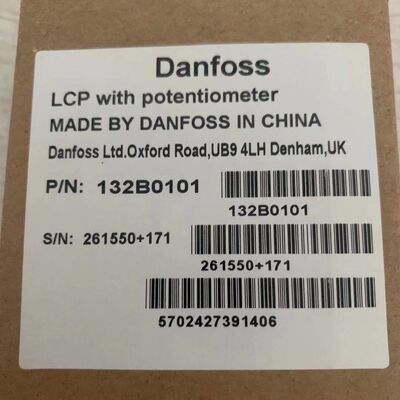 Danfoss
LCP with potentiometer
MADE BY DANFOSS IN CHINA
Danfoss Ltd.Oxford Road,UB9 4LH Denham,UK
P/N: 132B0101
132B0101
S/N: 261550+171
261550+171
5702427391406